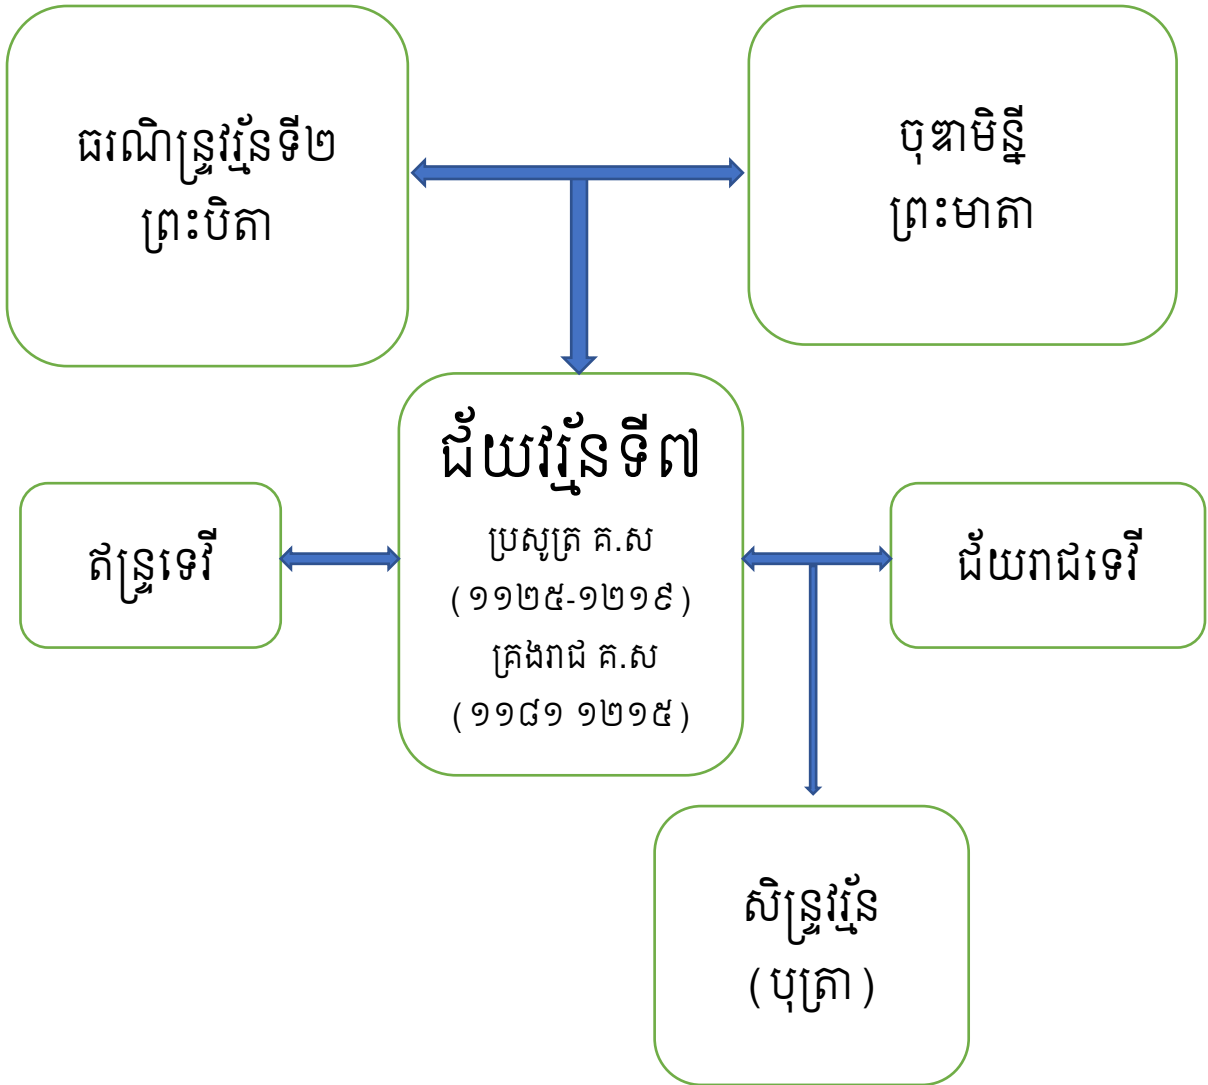 ធរណិន្ទ្រវរ្ម័នទី២
ព្រះបិតា
ចុឌាមិន្នី
ព្រះមាតា
ជ័យវរ្ម័នទី៧
ប្រសូត្រ គ.ស
(១១២៥-១២១៩)
គ្រងរាជ គ.ស
(១១៨១ ១២១៥)
ឥន្ទ្រទេវី
ជ័យរាជទេវី
សិន្ទ្រវរ្ម័ន
(បុត្រា)